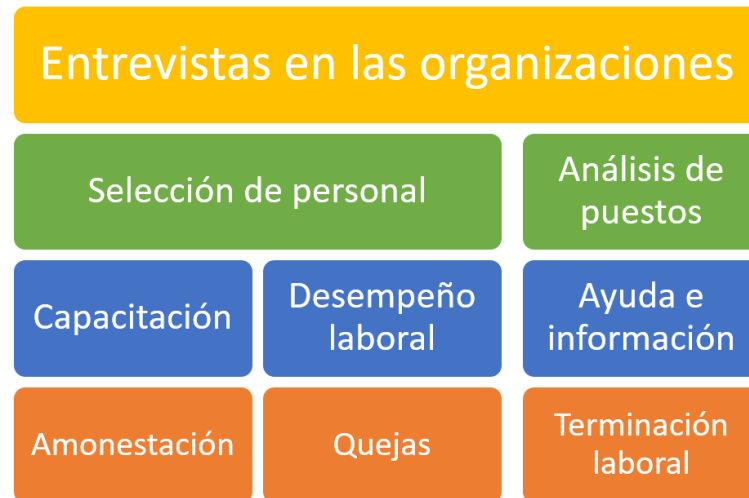 Entrevistas en las organizaciones
Selección de personal
Análisis de
puestos
Capacitación
Desempeño
laboral
Ayuda e
información
Amonestación
Quejas
Terminación
laboral